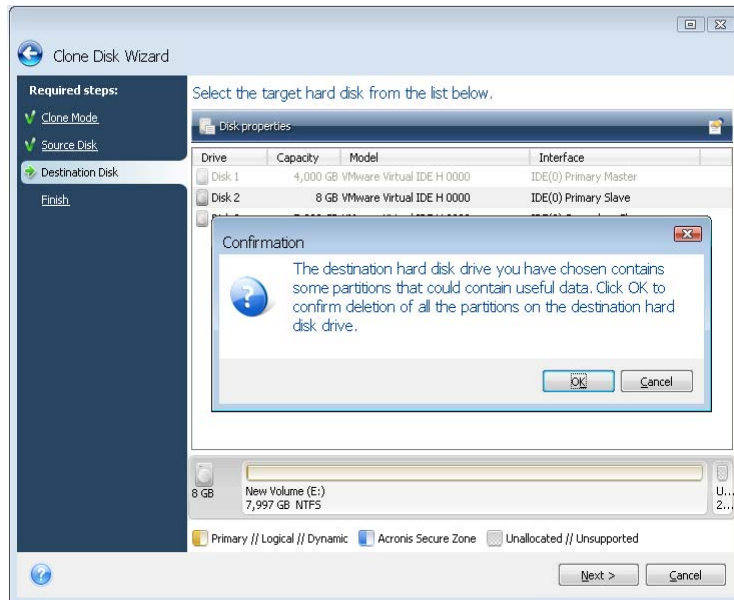 Clone Disk Wizard
Required steps:
Clone Mode
Source Disk
Destination Disk
Finish
Select the target hard disk from the list below.
Disk properties
Drive Capacity Model Interface
Disk 1 4,000 GB VMware Virtual IDE H 0000 IDE(0) Primary Master
Disk 2 8 GB VMware Virtual IDE H 0000 IDE(0) Primary Slave
Confirmation
The destination hard disk drive you have chosen contains
some partitions that could contain useful data. Click OK to
confirm deletion of all the partitions on the destination hard
disk drive.
OK Cancel
8 GB
New Volume (E:)
7,997 GB NTFS
U...
2...
Primary // Logical // Dynamic Acronis Secure Zone Unallocated // Unsupported
Next > Cancel